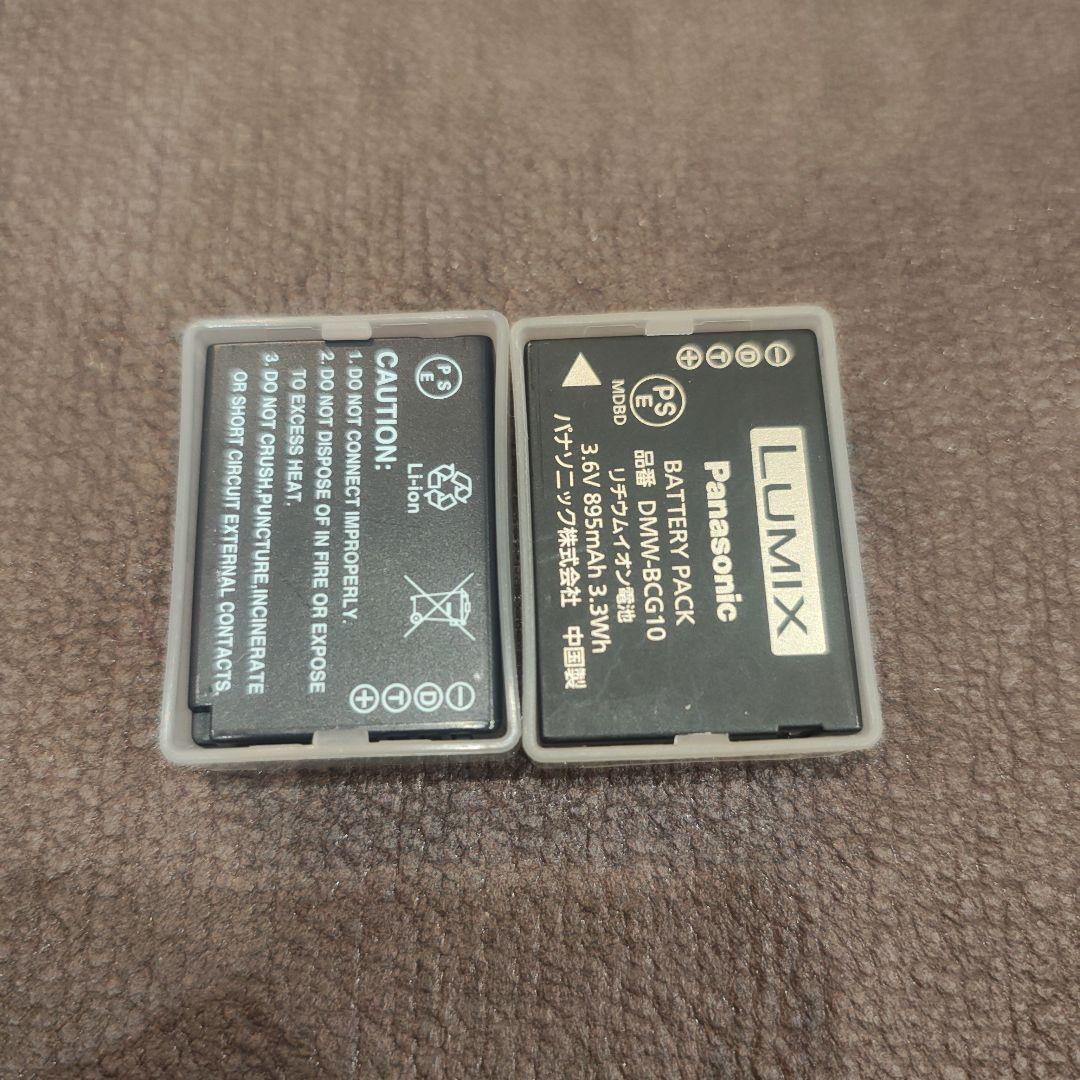 PSE
Li-Ion
CAUTION:
1. DO NOT CONNECT IMPROPERLY.
2. DO NOT DISPOSE OF IN FIRE OR EXPOSE
TO EXCESS HEAT.
3. DO NOT CRUSH,PUNCTURE,INCINERATE
OR SHORT CIRCUIT EXTERNAL CONTACTS.
− D T +
− D T +
LUMIX
Panasonic
BATTERY PACK
PSE
品番 DMW-BCG10
MDBD
リチウムイオン電池
3.6V 895mAh 3.3Wh
パナソニック株式会社 中国製